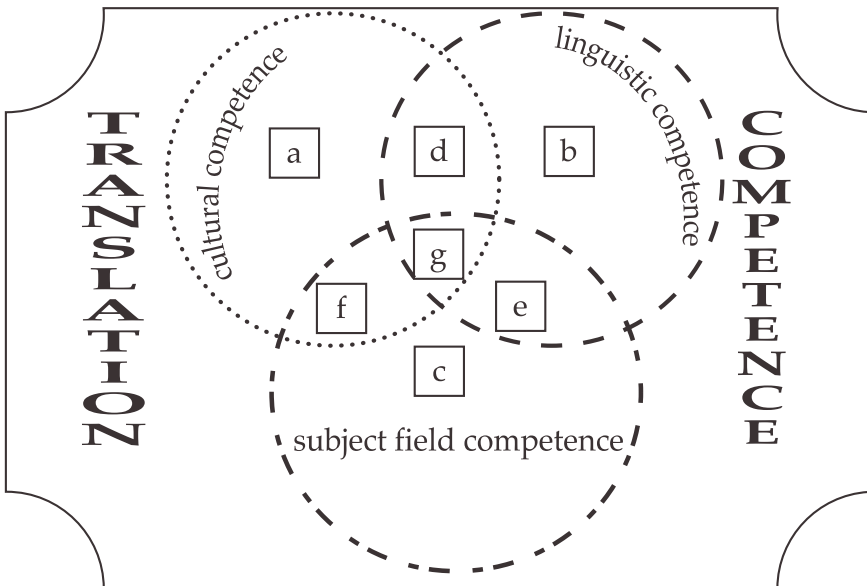 TRANSLATION
cultural competence
linguistic competence
COMPETENCE
a
d
b
g
f
e
c
subject field competence